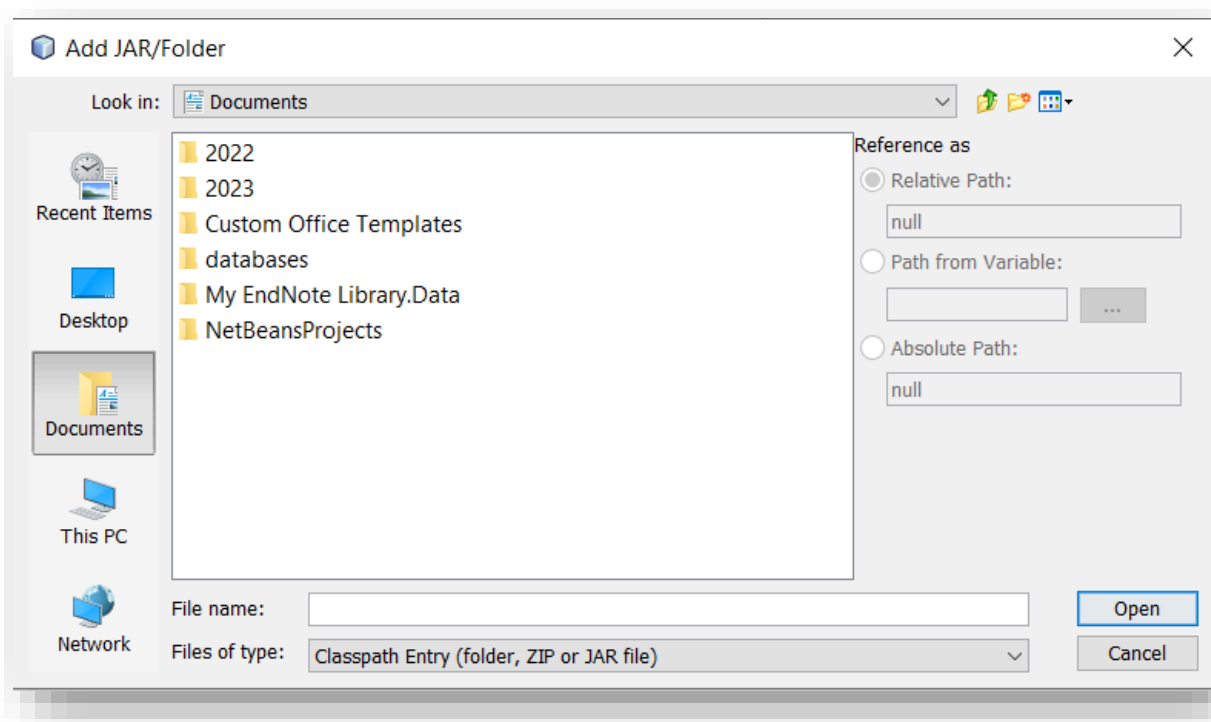 Add JAR/Folder
Look in: Documents
Recent Items
Desktop
Documents
This PC
Network
2022
2023
Custom Office Templates
databases
My EndNote Library.Data
NetBeansProjects
Reference as
Relative Path:
null
Path from Variable:
...
Absolute Path:
null
File name:
Open
Files of type: Classpath Entry (folder, ZIP or JAR file)
Cancel